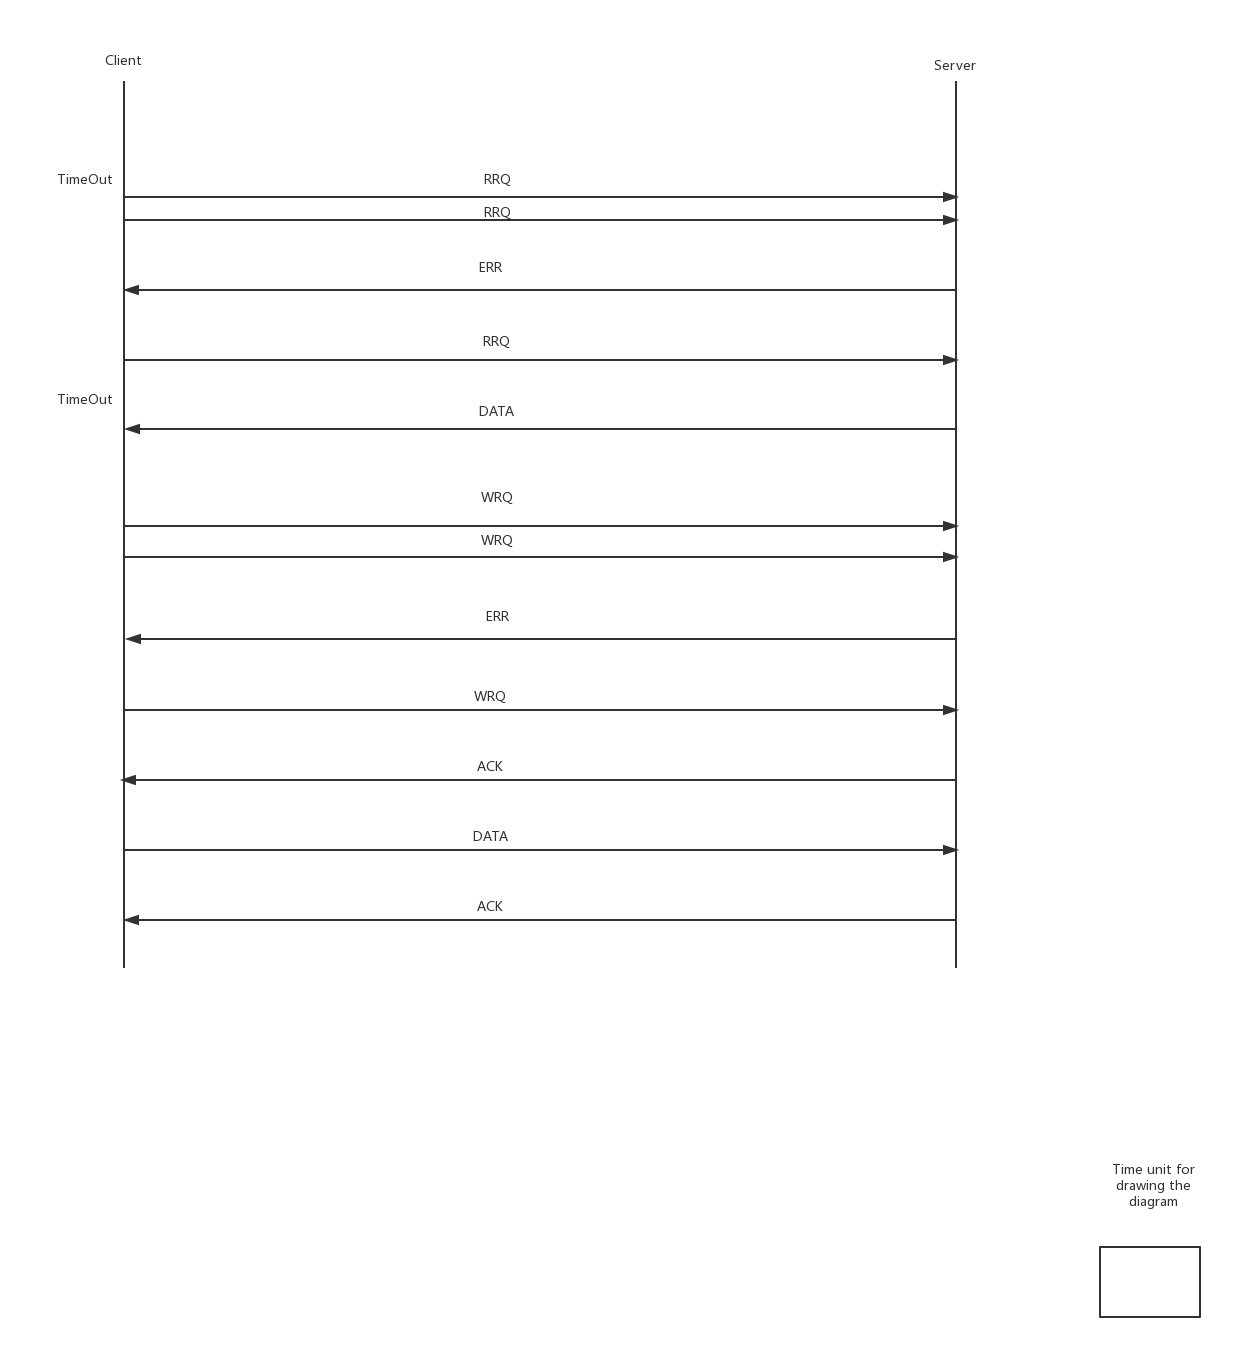 Client
Server
TimeOut
RRQ
RRQ
ERR
RRQ
TimeOut
DATA
WRQ
WRQ
ERR
WRQ
ACK
DATA
ACK
Time unit for
drawing the
diagram